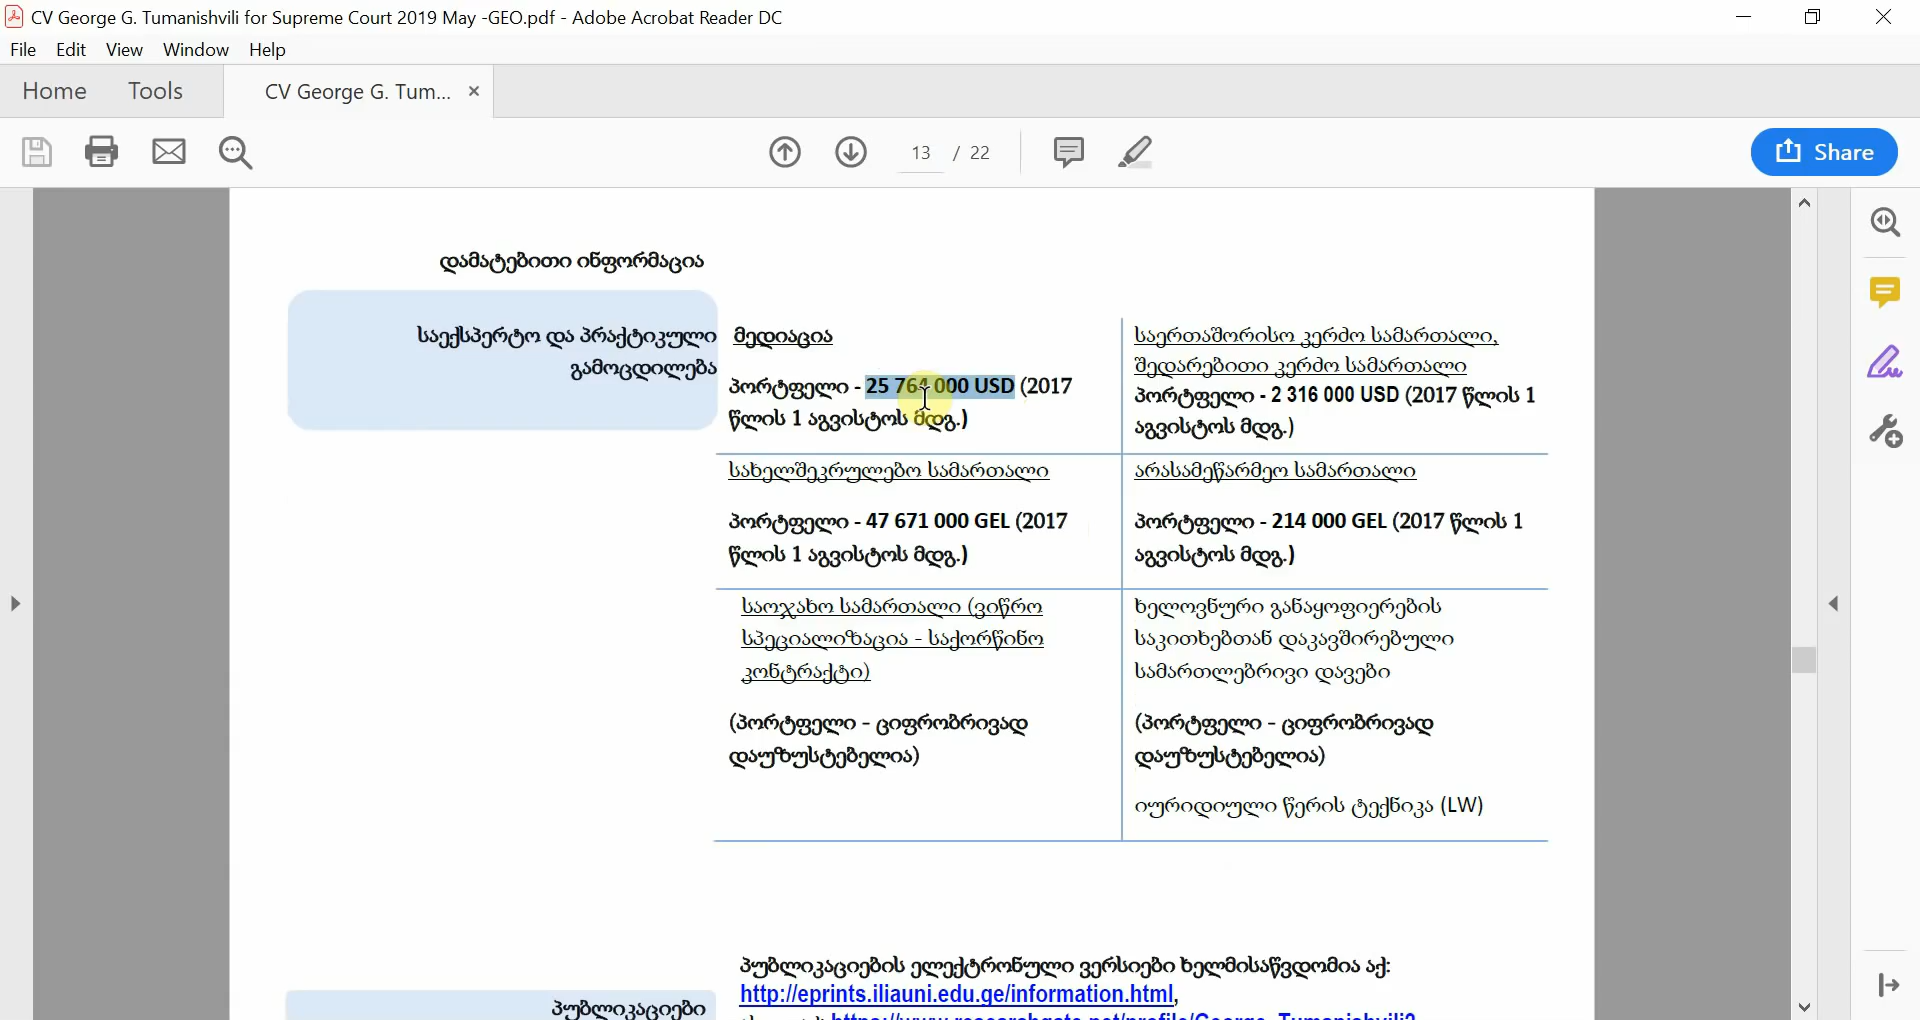 CV George G. Tumanishvili for Supreme Court 2019 May -GEO.pdf - Adobe Acrobat Reader DC
File Edit View Window Help
Home Tools CV George G. Tum... ×
13 / 22
Share
დამატებითი ინფორმაცია
საექსპერტო და პრაქტიკული
გამოცდილება
მედიაცია
პორტფელი - 25 764 000 USD (2017
წლის 1 აგვისტოს მდგ.)
საერთაშორისო კერძო სამართალი,
შედარებითი კერძო სამართალი
პორტფელი - 2 316 000 USD (2017 წლის 1
აგვისტოს მდგ.)
სახელშეკრულებო სამართალი
პორტფელი - 47 671 000 GEL (2017
წლის 1 აგვისტოს მდგ.)
არასამეწარმეო სამართალი
პორტფელი - 214 000 GEL (2017 წლის 1
აგვისტოს მდგ.)
საოჯახო სამართალი (ვიწრო
სპეციალიზაცია - საქორწინო
კონტრაქტი)
(პორტფელი - ციფრობრივად
დაუზუსტებელია)
ხელოვნური განაყოფიერების
საკითხებთან დაკავშირებული
სამართლებრივი დავები
(პორტფელი - ციფრობრივად
დაუზუსტებელია)
იურიდიული წერის ტექნიკა (LW)
პუბლიკაციები
პუბლიკაციების ელექტრონული ვერსიები ხელმისაწვდომია აქ:
http://eprints.iliauni.edu.ge/information.html,